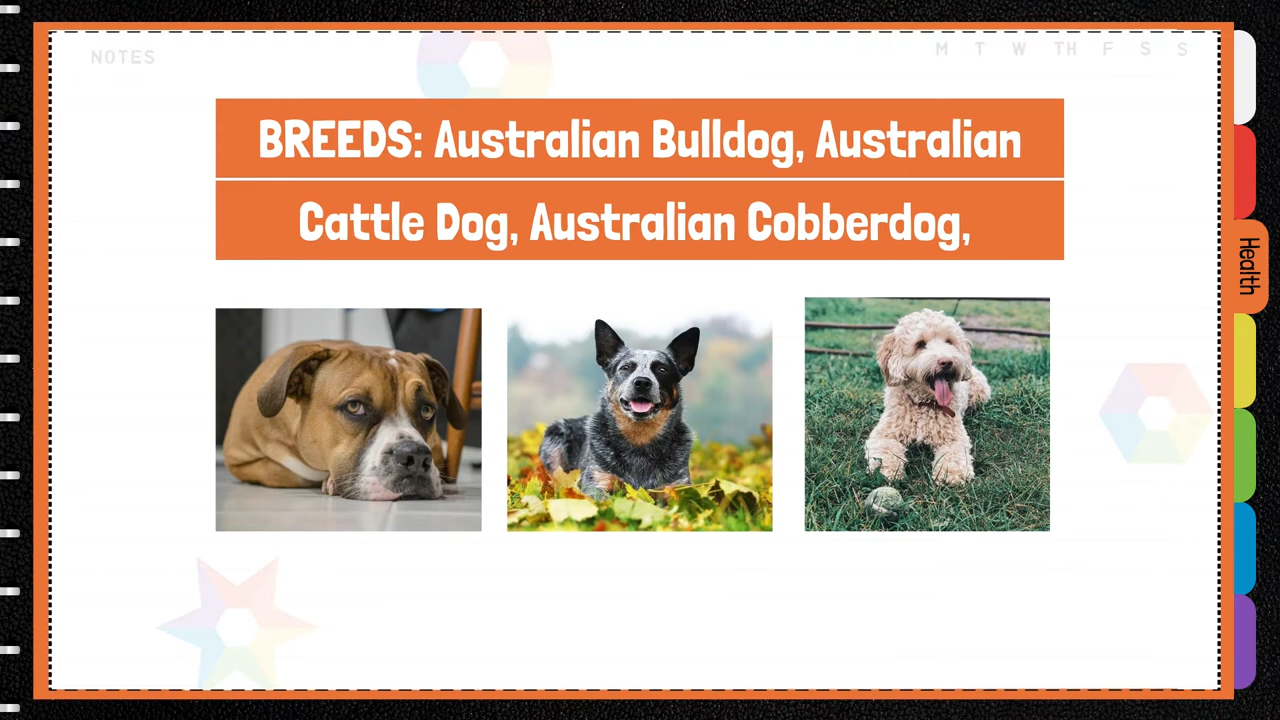 NOTES
M T W TH F S S
BREEDS: Australian Bulldog, Australian
Cattle Dog, Australian Cobberdog,
Health